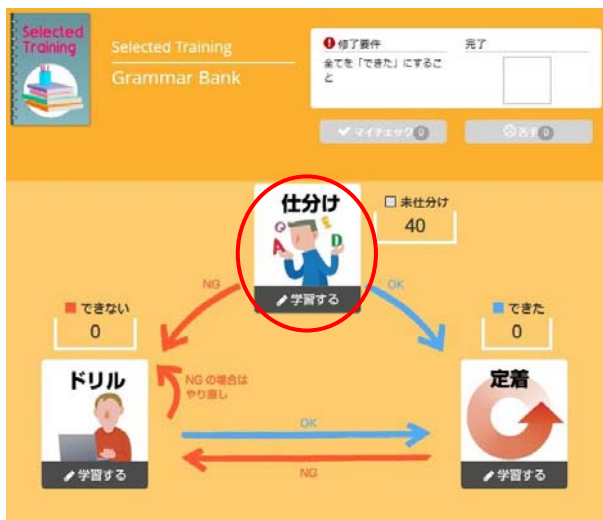 Selected
Training
Selected Training
Grammar Bank
修了要件
完了
全てを「できた」にするこ
と
マイチェック 0
苦手 0
仕分け
学習する
未仕分け
40
NG
OK
できない
0
できた
0
ドリル
学習する
NG の場合は
やり直し
OK
NG
定着
学習する